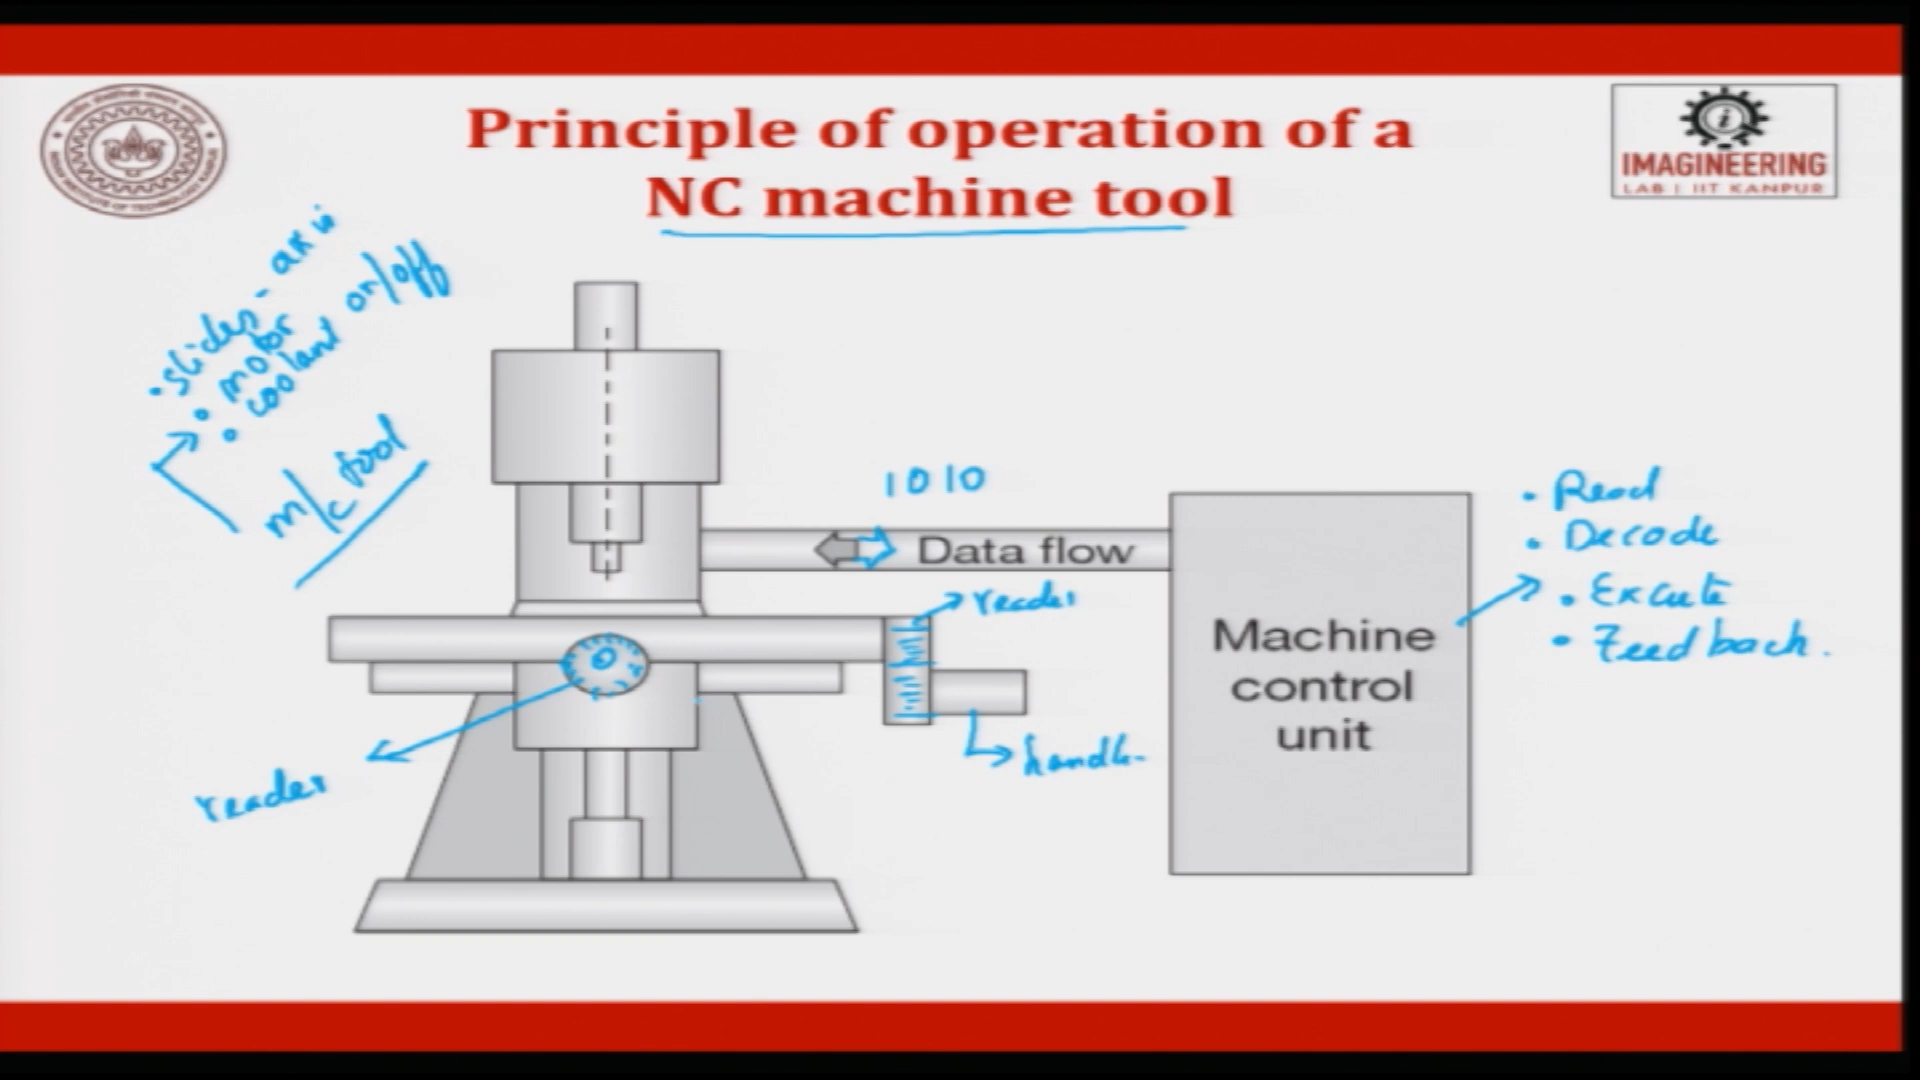 Principle of operation of a
NC machine tool
IMAGINEERING
LAB | IIT KANPUR
• slides - axis
• motor
• coolant on/off
m/c tool
1010
Data flow
reader
Machine
control
unit
• Read
• Decode
• Excute
• Feedback.
handle-
reader